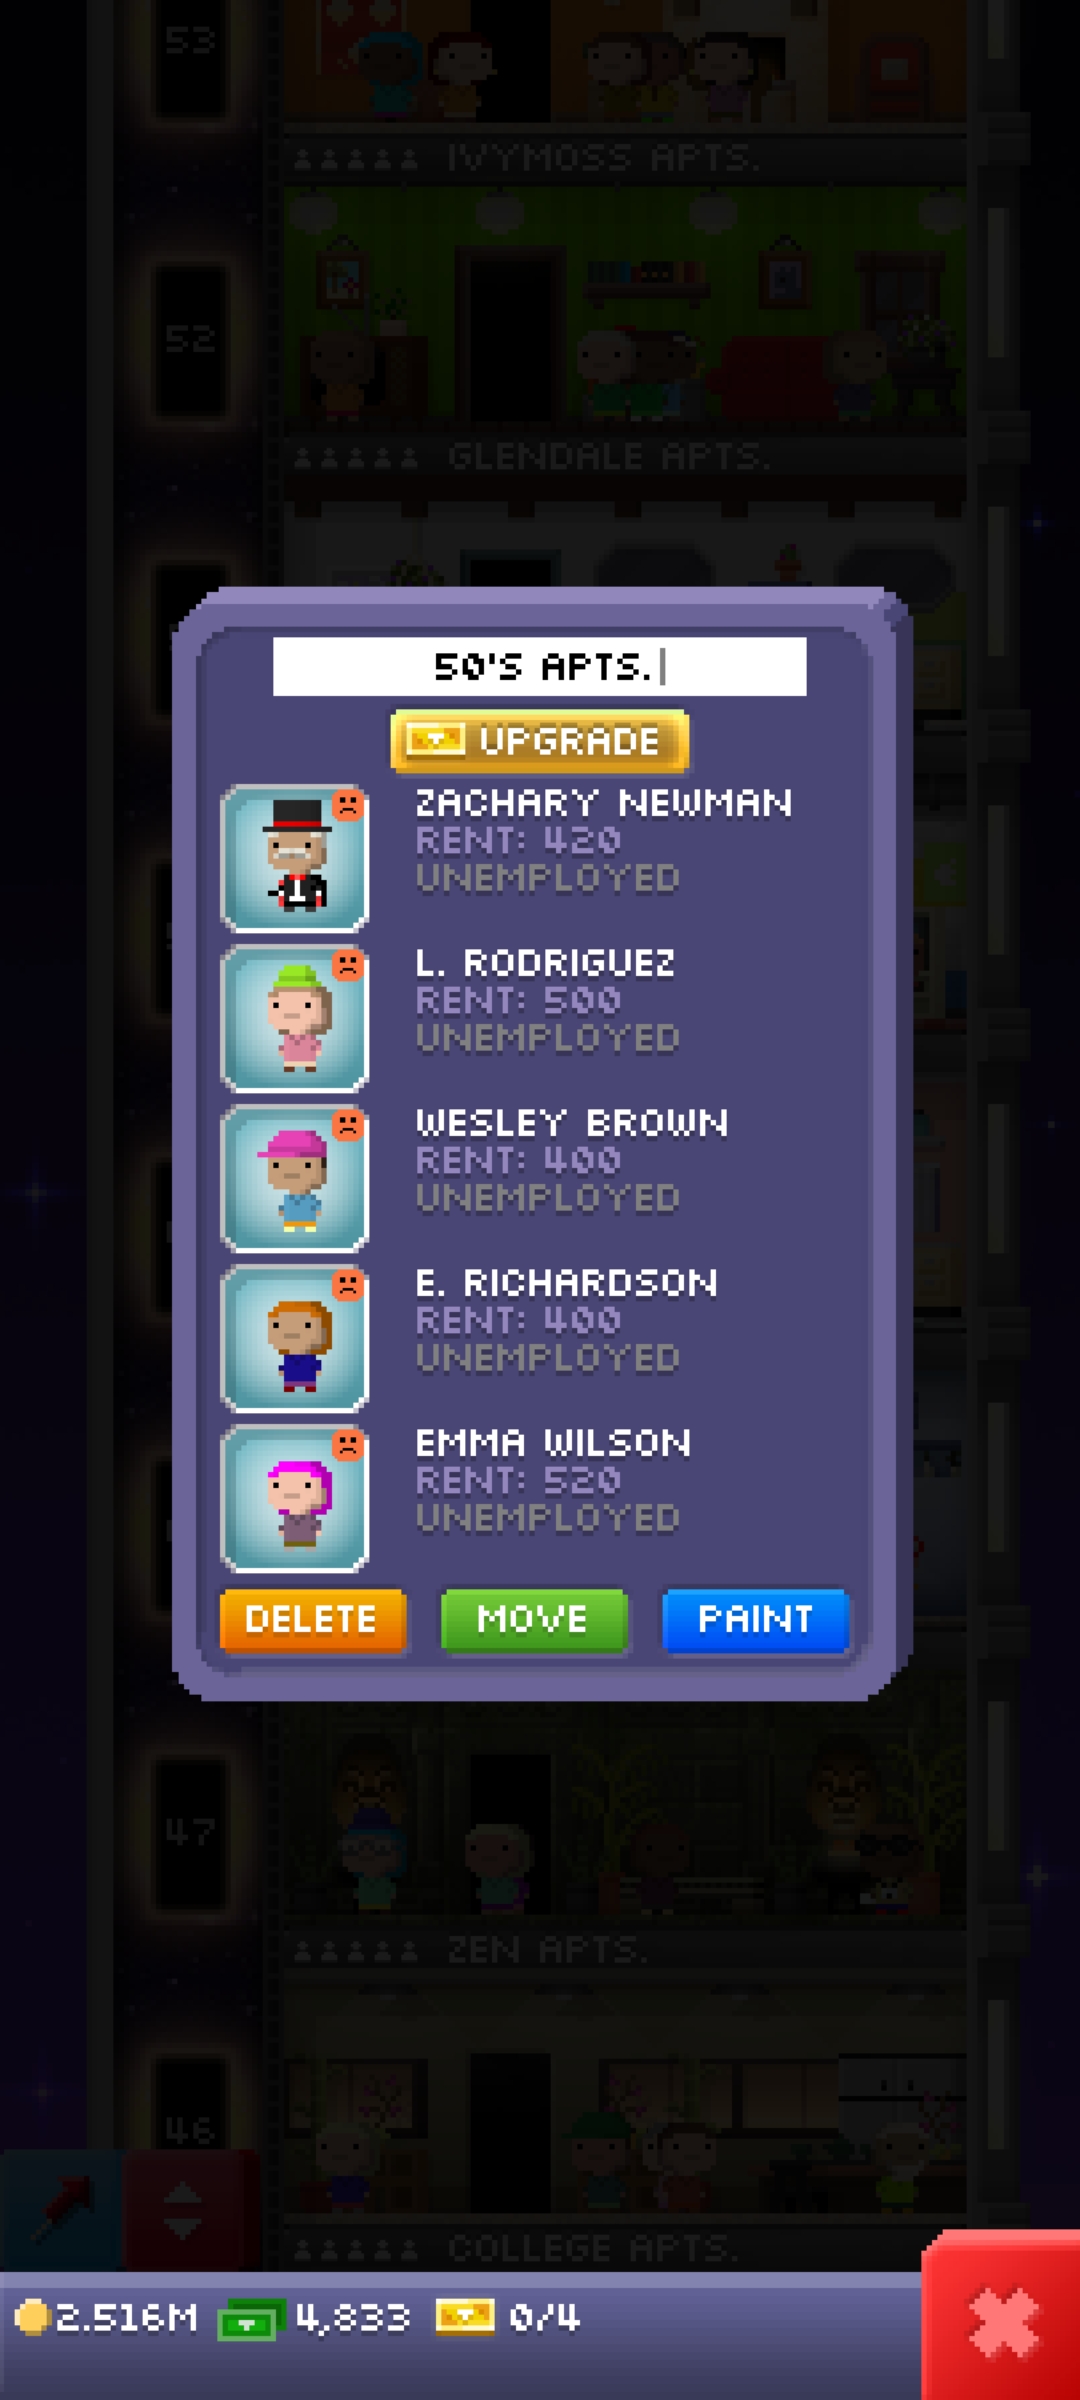 53
IVYMOSS APTS.
52
GLENDALE APTS.
50'S APTS.
UPGRADE
ZACHARY NEWMAN
RENT: 420
UNEMPLOYED
L. RODRIGUEZ
RENT: 500
UNEMPLOYED
WESLEY BROWN
RENT: 400
UNEMPLOYED
E. RICHARDSON
RENT: 400
UNEMPLOYED
EMMA WILSON
RENT: 520
UNEMPLOYED
DELETE MOVE PAINT
47
ZEN APTS.
46
COLLEGE APTS.
2.516M 4,833 0/4